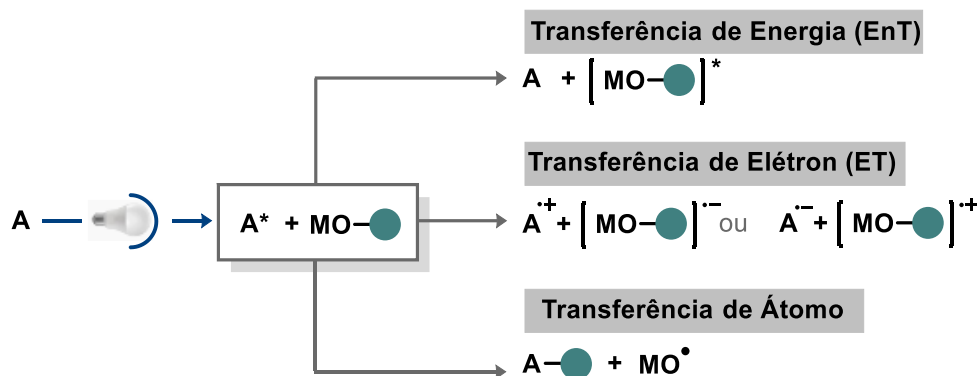 Transferência de Energia (EnT)
A + [ MO ]*
Transferência de Elétron (ET)
A
A* + MO
A•+ + [ MO ]•− ou A•− + [ MO ]•+
Transferência de Átomo
A + MO•